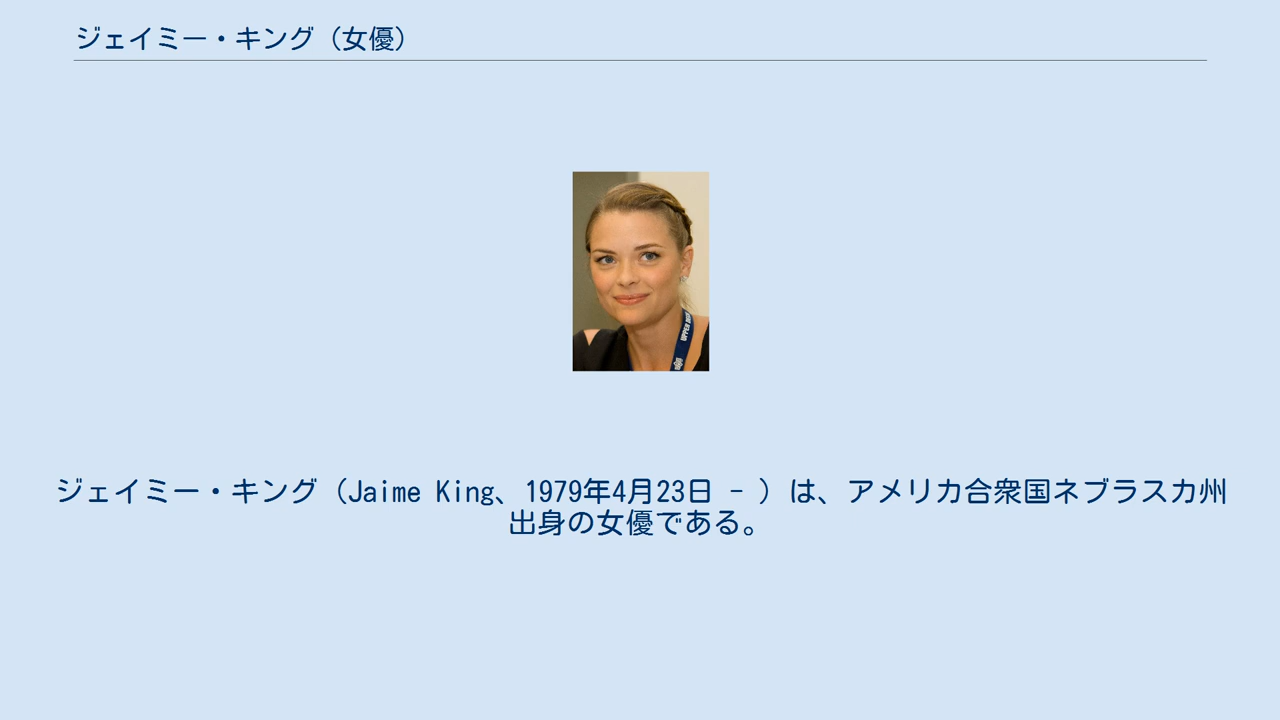 ジェイミー・キング（女優）
UPPER DECK
ジェイミー・キング（Jaime King、1979年4月23日 - ）は、アメリカ合衆国ネブラスカ州
出身の女優である。